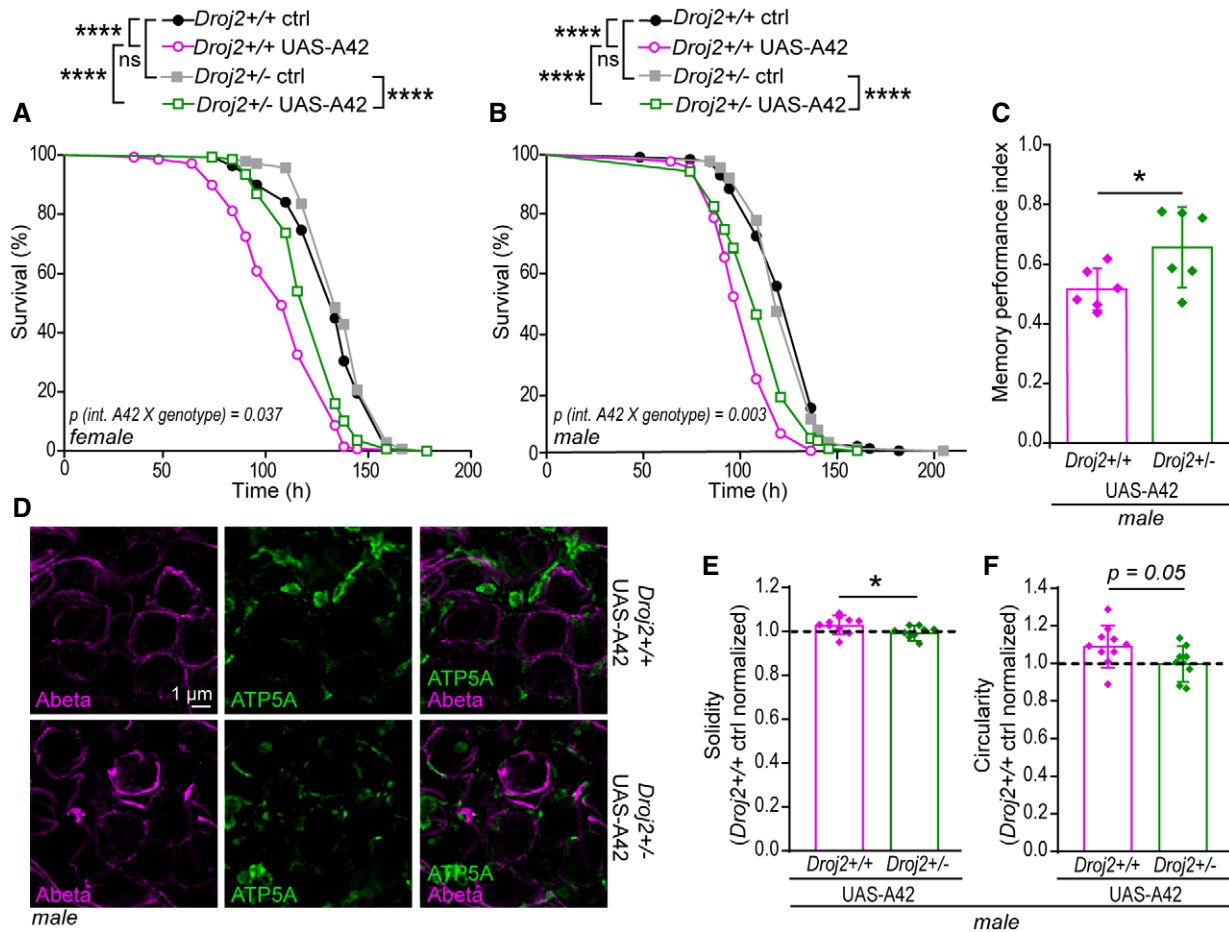 **** Droj2+/+ ctrl
Droj2+/+ UAS-A42
**** ns Droj2+/- ctrl
Droj2+/- UAS-A42 ****
**** Droj2+/+ ctrl
Droj2+/+ UAS-A42
**** ns Droj2+/- ctrl
Droj2+/- UAS-A42 ****
A
Survival (%)
100
80
60
40
20
0
p (int. A42 X genotype) = 0.037
female
0 50 100 150 200
Time (h)
B
Survival (%)
100
80
60
40
20
0
p (int. A42 X genotype) = 0.003
male
0 50 100 150 200
Time (h)
C
Memory performance index
1.0
0.8
0.6
0.4
0.2
0.0
*
Droj2+/+ Droj2+/-
UAS-A42
male
D
Abeta
1 µm
ATP5A
ATP5A
Abeta
Droj2+/+
UAS-A42
Abeta
ATP5A
ATP5A
Abeta
Droj2+/-
UAS-A42
male
E
Solidity
(Droj2+/+ ctrl normalized)
1.2
1.0
0.8
0.6
0.4
0.2
0.0
*
Droj2+/+ Droj2+/-
UAS-A42
F
Circularity
(Droj2+/+ ctrl normalized)
1.4
1.2
1.0
0.8
0.6
0.4
0.2
0.0
p = 0.05
Droj2+/+ Droj2+/-
UAS-A42
male